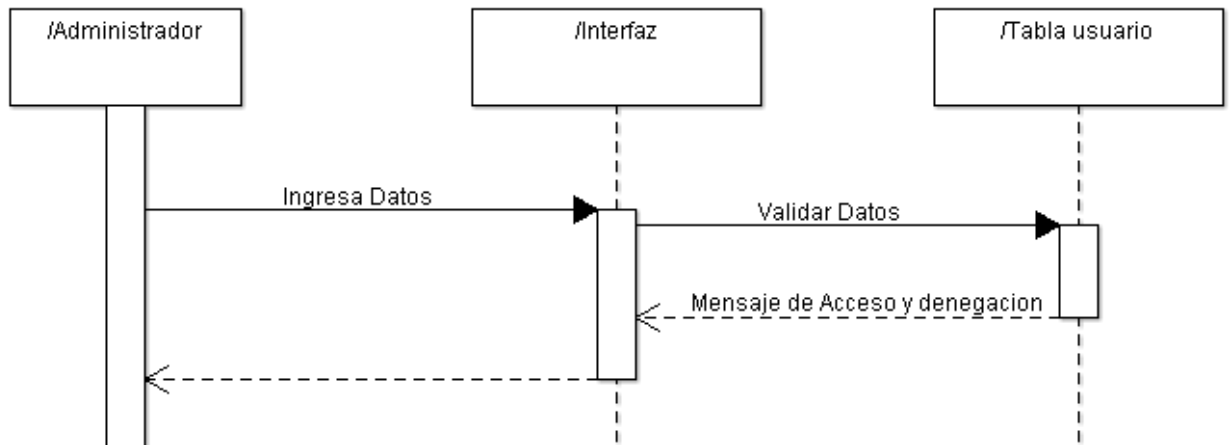 /Administrador
/Interfaz
/Tabla usuario
Ingresa Datos
Validar Datos
Mensaje de Acceso y denegacion